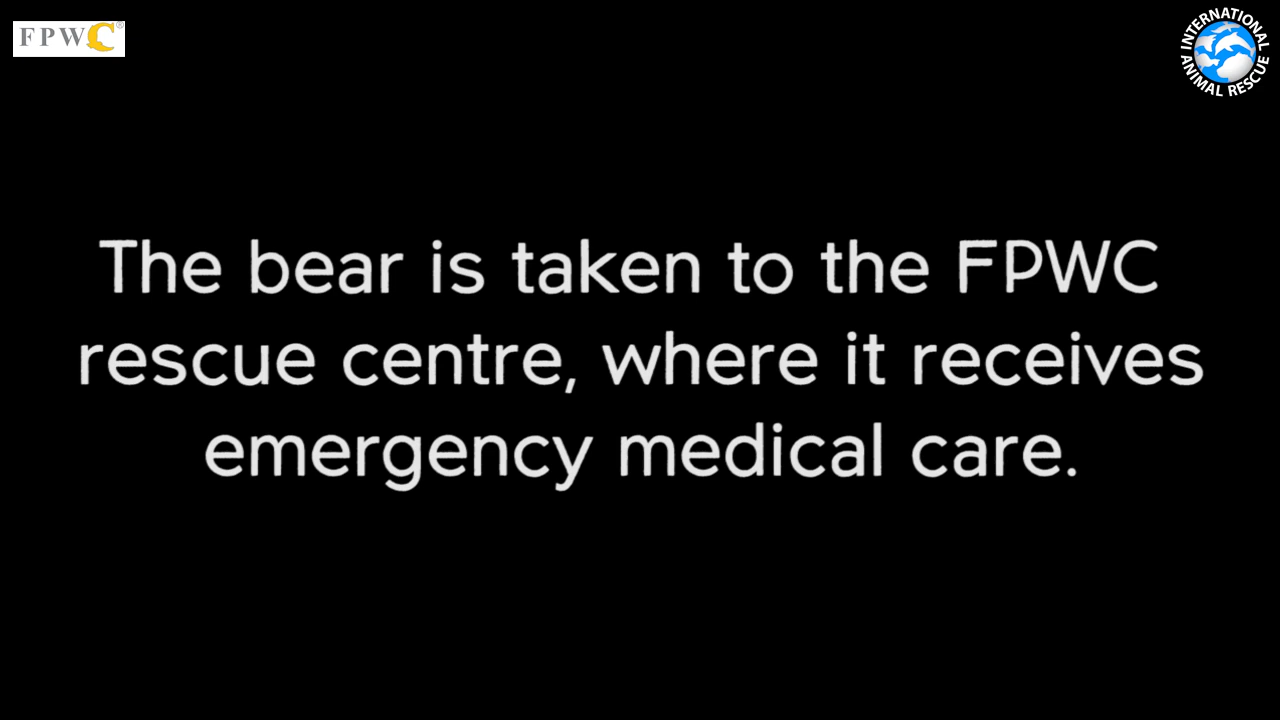 FPWC®
INTERNATIONAL
ANIMAL RESCUE
The bear is taken to the FPWC
rescue centre, where it receives
emergency medical care.